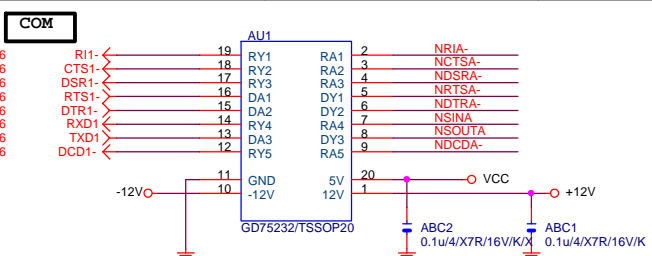 COM
AU1
6 RI1- 19 RY1 RA1 2 NRIA-
6 CTS1- 18 RY2 RA2 3 NCTSA-
6 DSR1- 17 RY3 RA3 4 NDSRA-
6 RTS1- 16 DA1 DY1 5 NRTSA-
6 DTR1- 15 DA2 DY2 6 NDTRA-
6 RXD1 14 RY4 RA4 7 NSINA
6 TXD1 13 DA3 DY3 8 NSOUTA
6 DCD1- 12 RY5 RA5 9 NDCDA-
11 GND 5V 20 VCC
-12V 10 -12V 12V 1 +12V
GD75232/TSSOP20
ABC2
0.1u/4/X7R/16V/K/X
ABC1
0.1u/4/X7R/16V/K